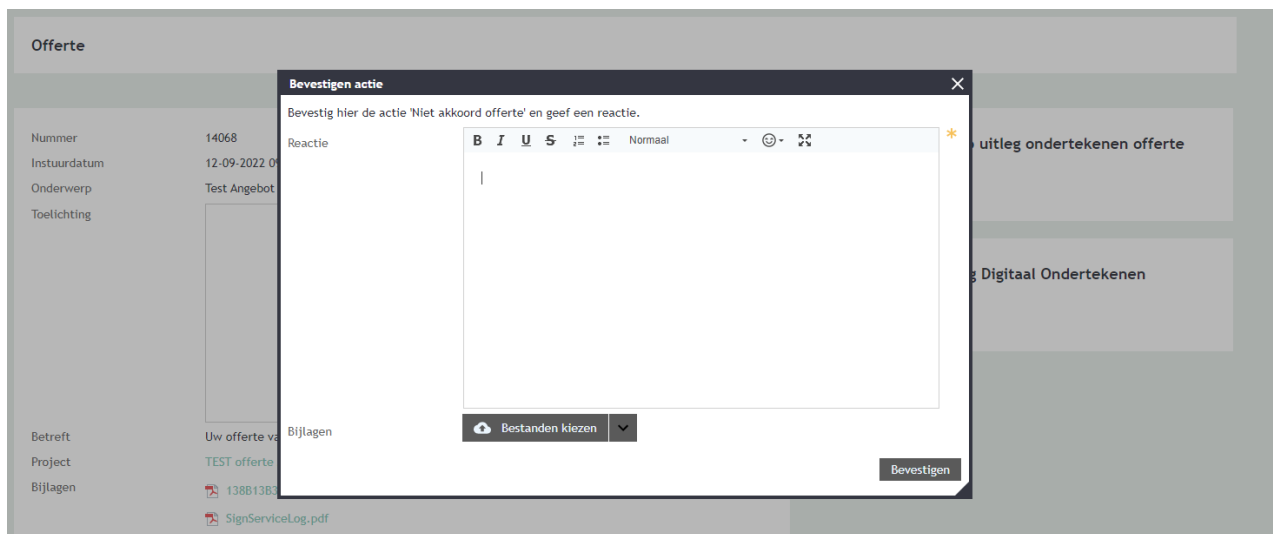 Offerte
Bevestigen actie
Bevestig hier de actie 'Niet akkoord offerte' en geef een reactie.
Reactie
B I U S Normaal
*
Nummer 14068
Instuurdatum 12-09-2022
Onderwerp Test Angebot
Toelichting
uitleg ondertekenen offerte
Digitaal Ondertekenen
Bijlagen
Bestanden kiezen
Bevestigen
Betreft Uw offerte
Project TEST offerte
Bijlagen 138B13B3
SignServiceLog.pdf